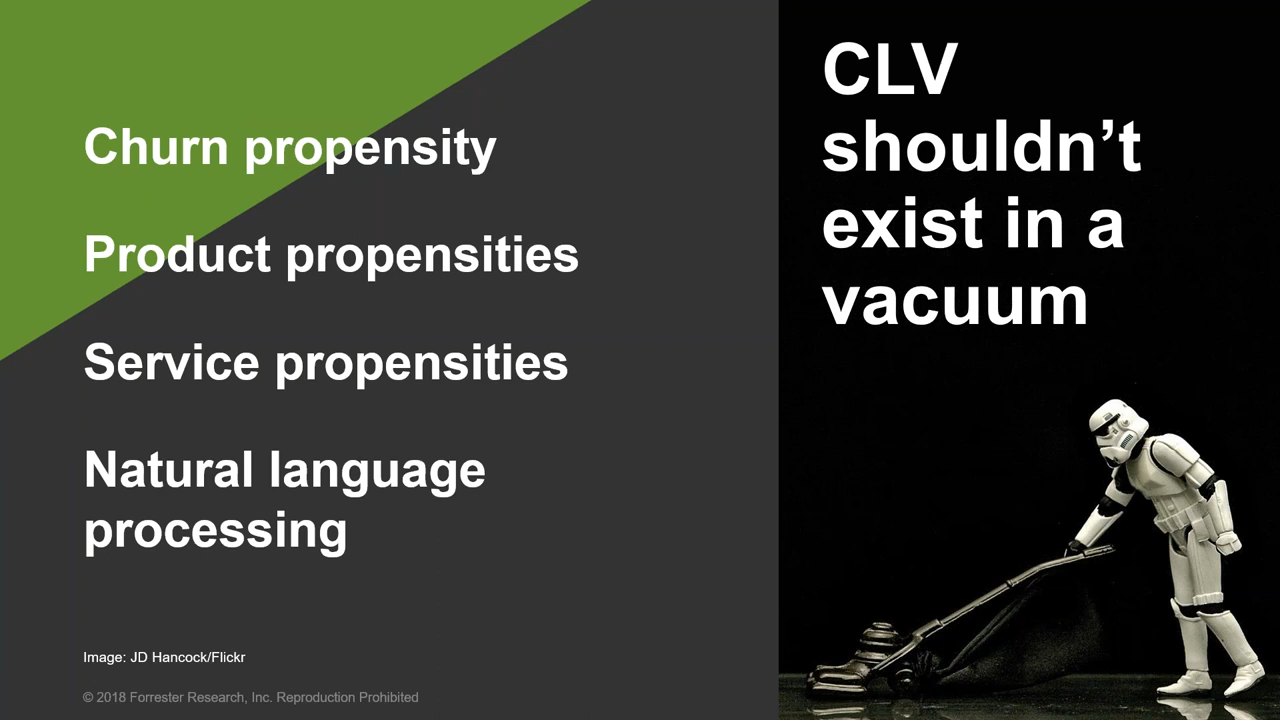 Churn propensity
Product propensities
Service propensities
Natural language
processing
Image: JD Hancock/Flickr
© 2018 Forrester Research, Inc. Reproduction Prohibited
CLV
shouldn’t
exist in a
vacuum